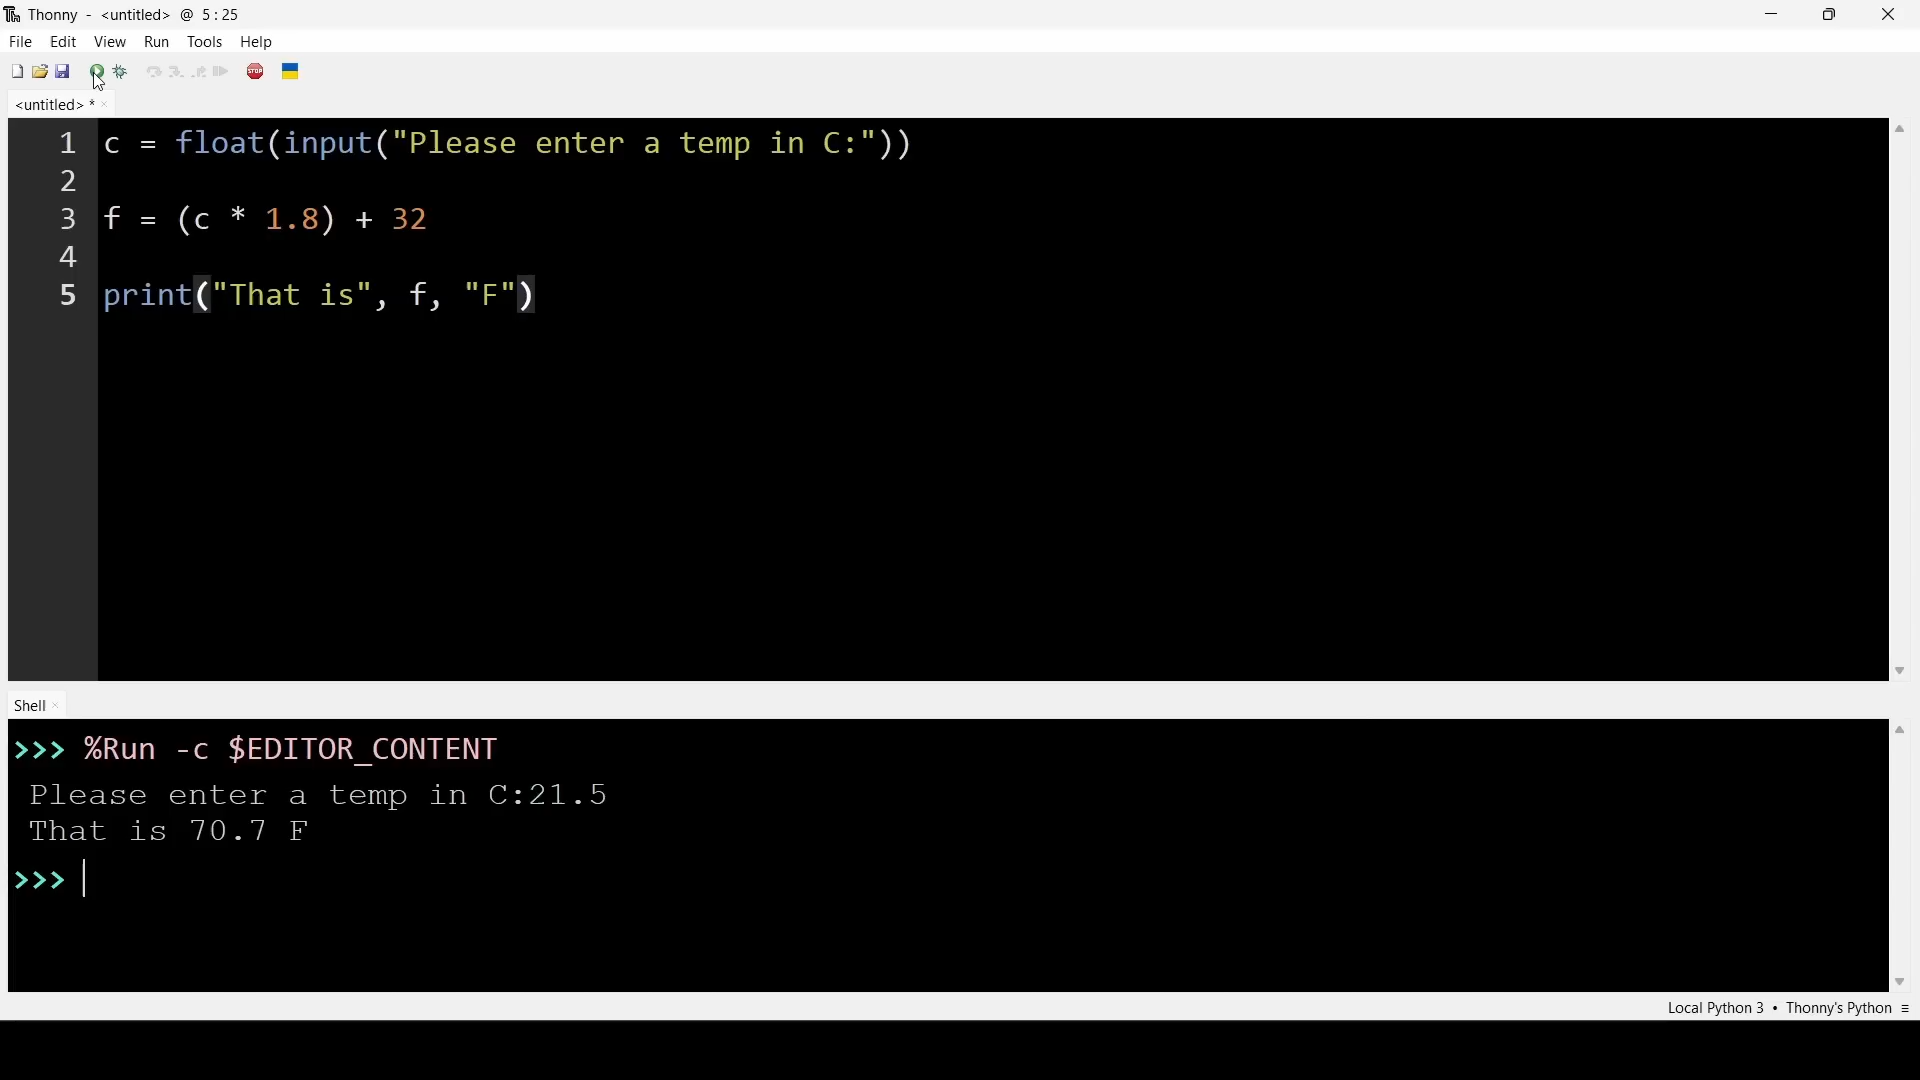 Thonny - <untitled> @ 5:25
File Edit View Run Tools Help
STOP
<untitled> * ×
1 c = float(input("Please enter a temp in C:"))
2
3 f = (c * 1.8) + 32
4
5 print("That is", f, "F")
Shell ×
>>> %Run -c $EDITOR_CONTENT
Please enter a temp in C:21.5
That is 70.7 F
>>>
Local Python 3 • Thonny's Python ≡